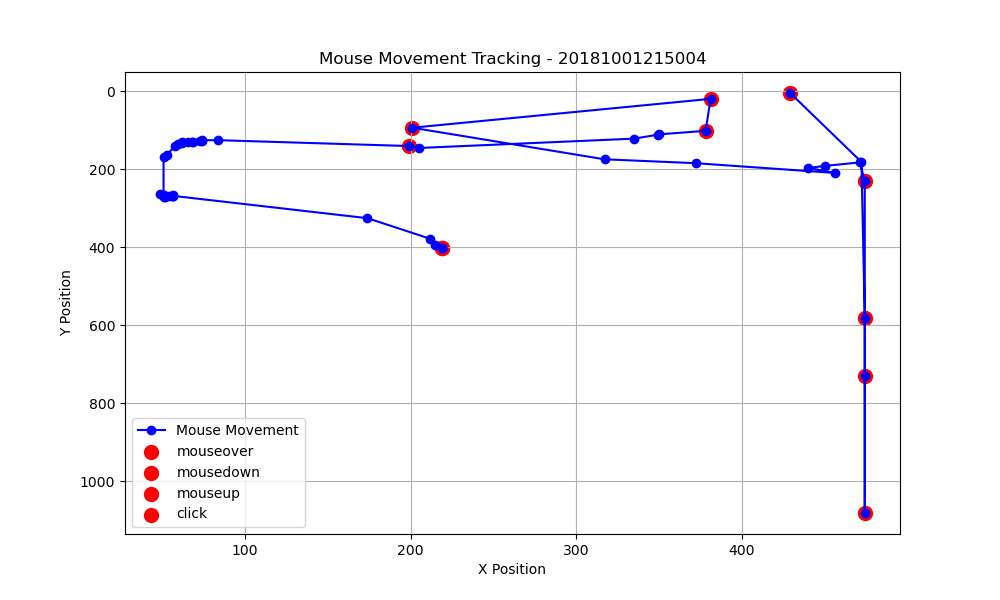 Mouse Movement Tracking - 20181001215004
0
200
400
600
800
1000
Y Position
Mouse Movement
mouseover
mousedown
mouseup
click
100
200
300
400
X Position